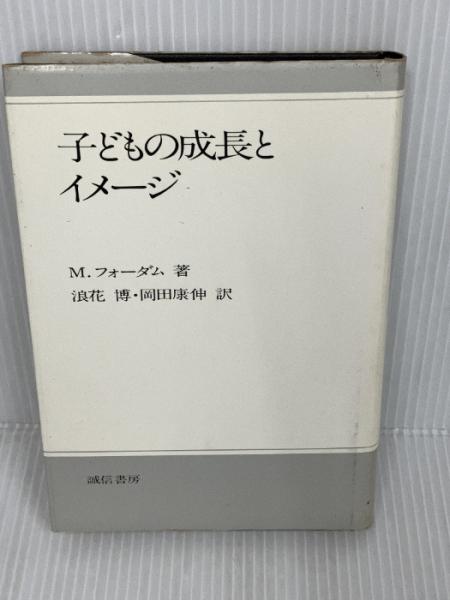 子どもの成長と
イメージ
M.フォーダム 著
浪花 博・岡田康伸 訳
誠信書房